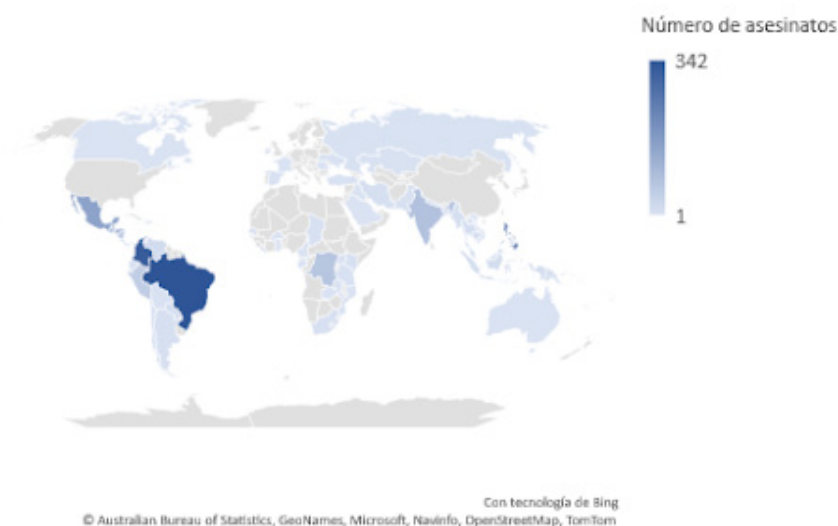 Número de asesinatos
342
1
Con tecnología de Bing
© Australian Bureau of Statistics, GeoNames, Microsoft, Navinfo, OpenStreetMap, TomTom